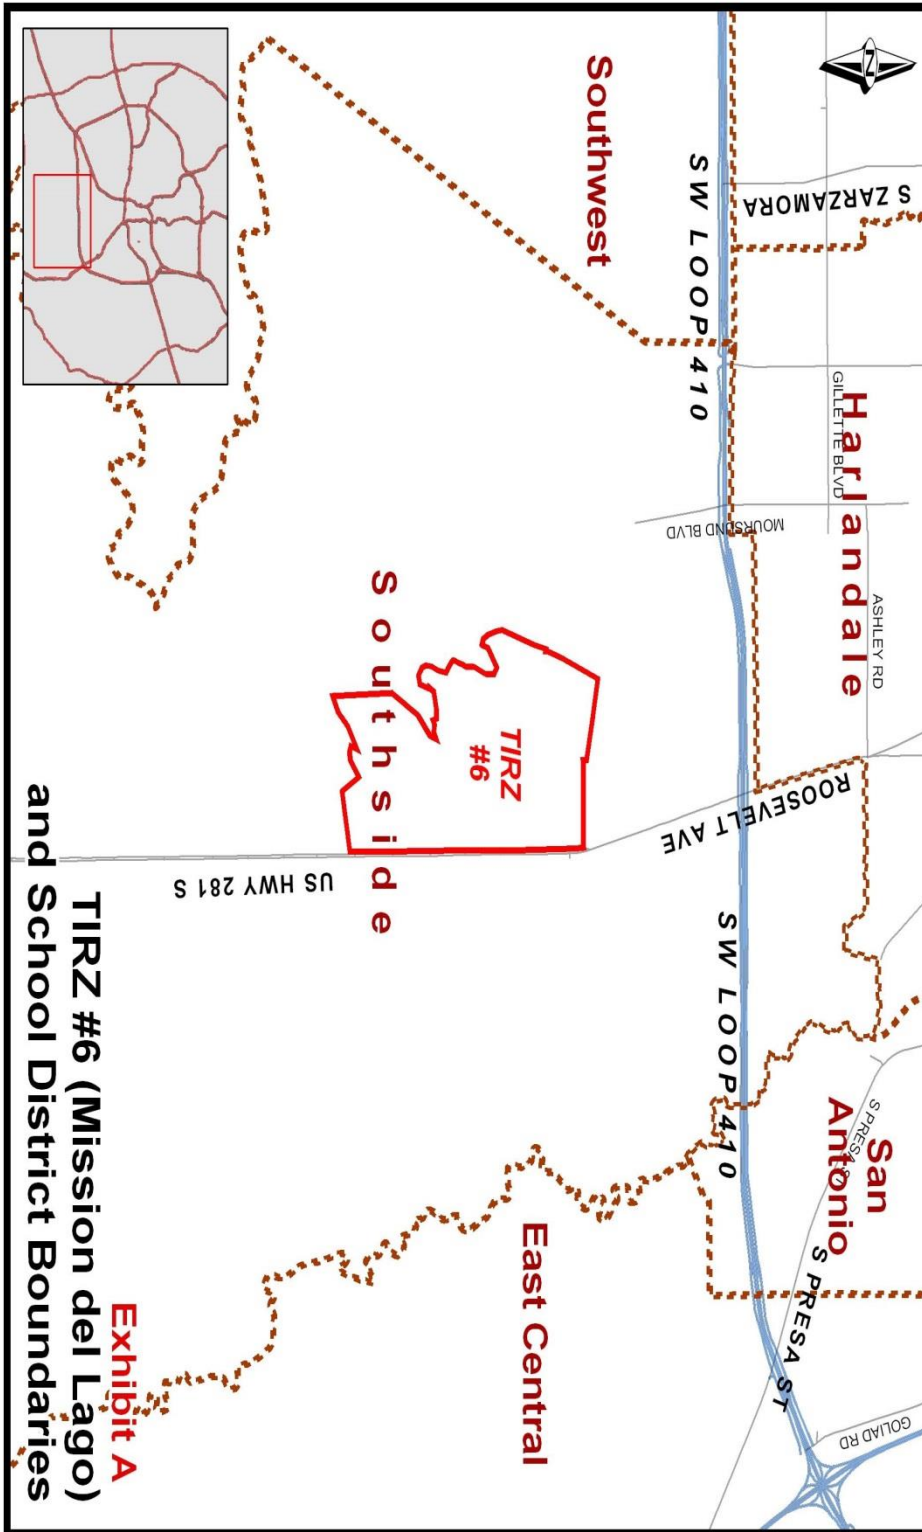 N
S ZARZAMORA
SW LOOP 410
Southwest
GILLETTE BLVD
Harlandale
MOURSUND BLVD
ASHLEY RD
ROOSEVELT AVE
SW LOOP 410
San
Antonio
S PRESA ST
S PRESA ST
GOLIAD RD
TIRZ
#6
Southside
US HWY 281 S
East Central
Exhibit A
TIRZ #6 (Mission del Lago)
and School District Boundaries